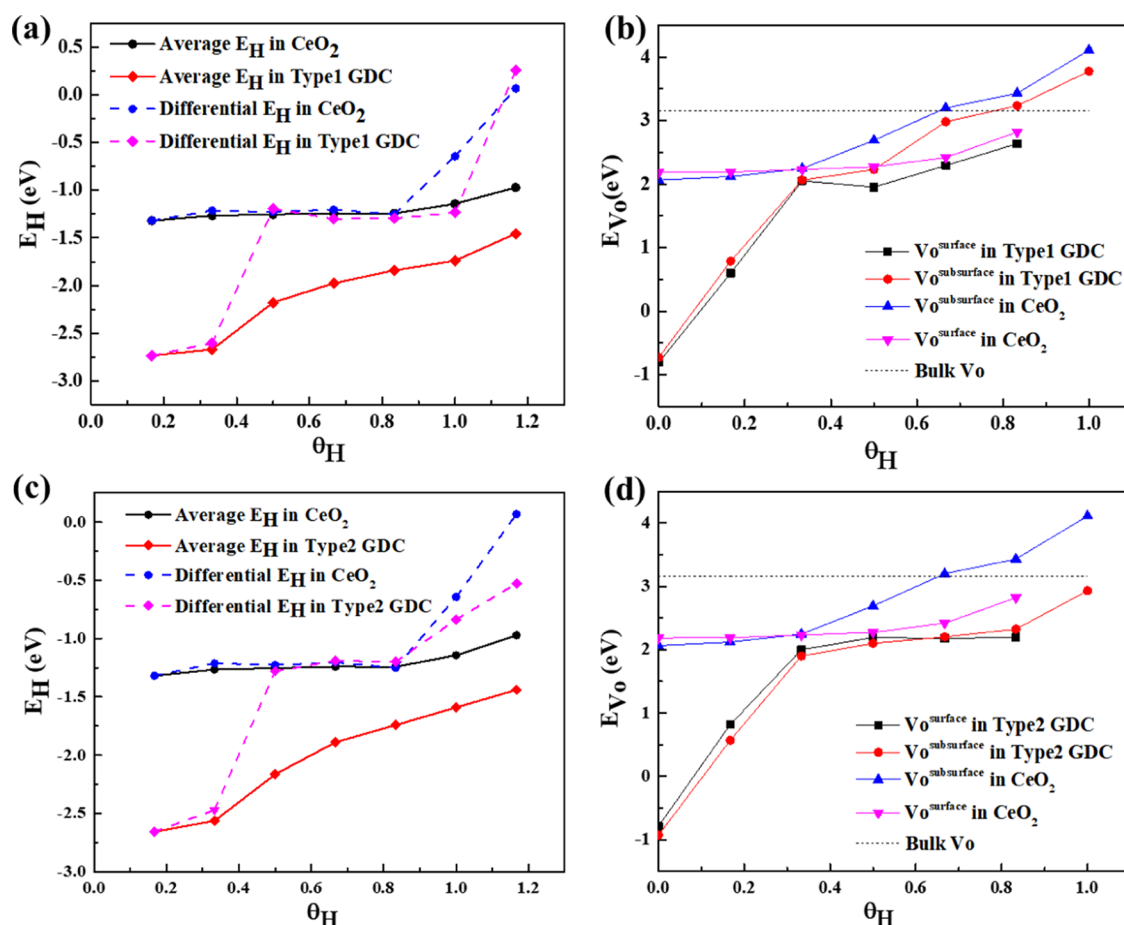 (a)
Average E_H in CeO₂
Average E_H in Type1 GDC
Differential E_H in CeO₂
Differential E_H in Type1 GDC
E_H (eV)
0.5
0.0
-0.5
-1.0
-1.5
-2.0
-2.5
-3.0
0.0 0.2 0.4 0.6 0.8 1.0 1.2
θ_H
(b)
E_Vo (eV)
4
3
2
1
0
-1
Vo^surface in Type1 GDC
Vo^subsurface in Type1 GDC
Vo^subsurface in CeO₂
Vo^surface in CeO₂
Bulk Vo
0.0 0.2 0.4 0.6 0.8 1.0
θ_H
(c)
Average E_H in CeO₂
Average E_H in Type2 GDC
Differential E_H in CeO₂
Differential E_H in Type2 GDC
E_H (eV)
0.0
-0.5
-1.0
-1.5
-2.0
-2.5
-3.0
0.0 0.2 0.4 0.6 0.8 1.0 1.2
θ_H
(d)
E_Vo (eV)
4
3
2
1
0
-1
Vo^surface in Type2 GDC
Vo^subsurface in Type2 GDC
Vo^subsurface in CeO₂
Vo^surface in CeO₂
Bulk Vo
0.0 0.2 0.4 0.6 0.8 1.0
θ_H